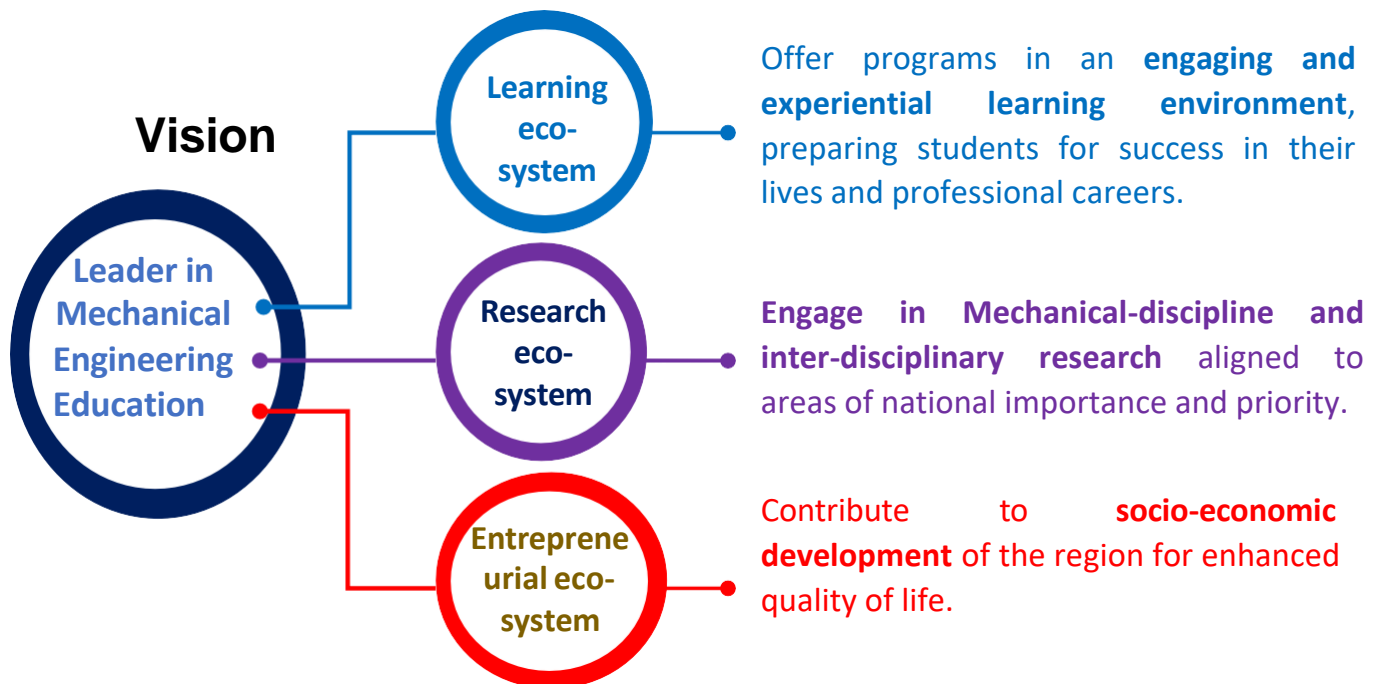 Vision
Leader in
Mechanical
Engineering
Education
Learning
eco-
system
Offer programs in an engaging and
experiential learning environment,
preparing students for success in their
lives and professional careers.
Research
eco-
system
Engage in Mechanical-discipline and
inter-disciplinary research aligned to
areas of national importance and priority.
Entreprene
urial eco-
system
Contribute to socio-economic
development of the region for enhanced
quality of life.